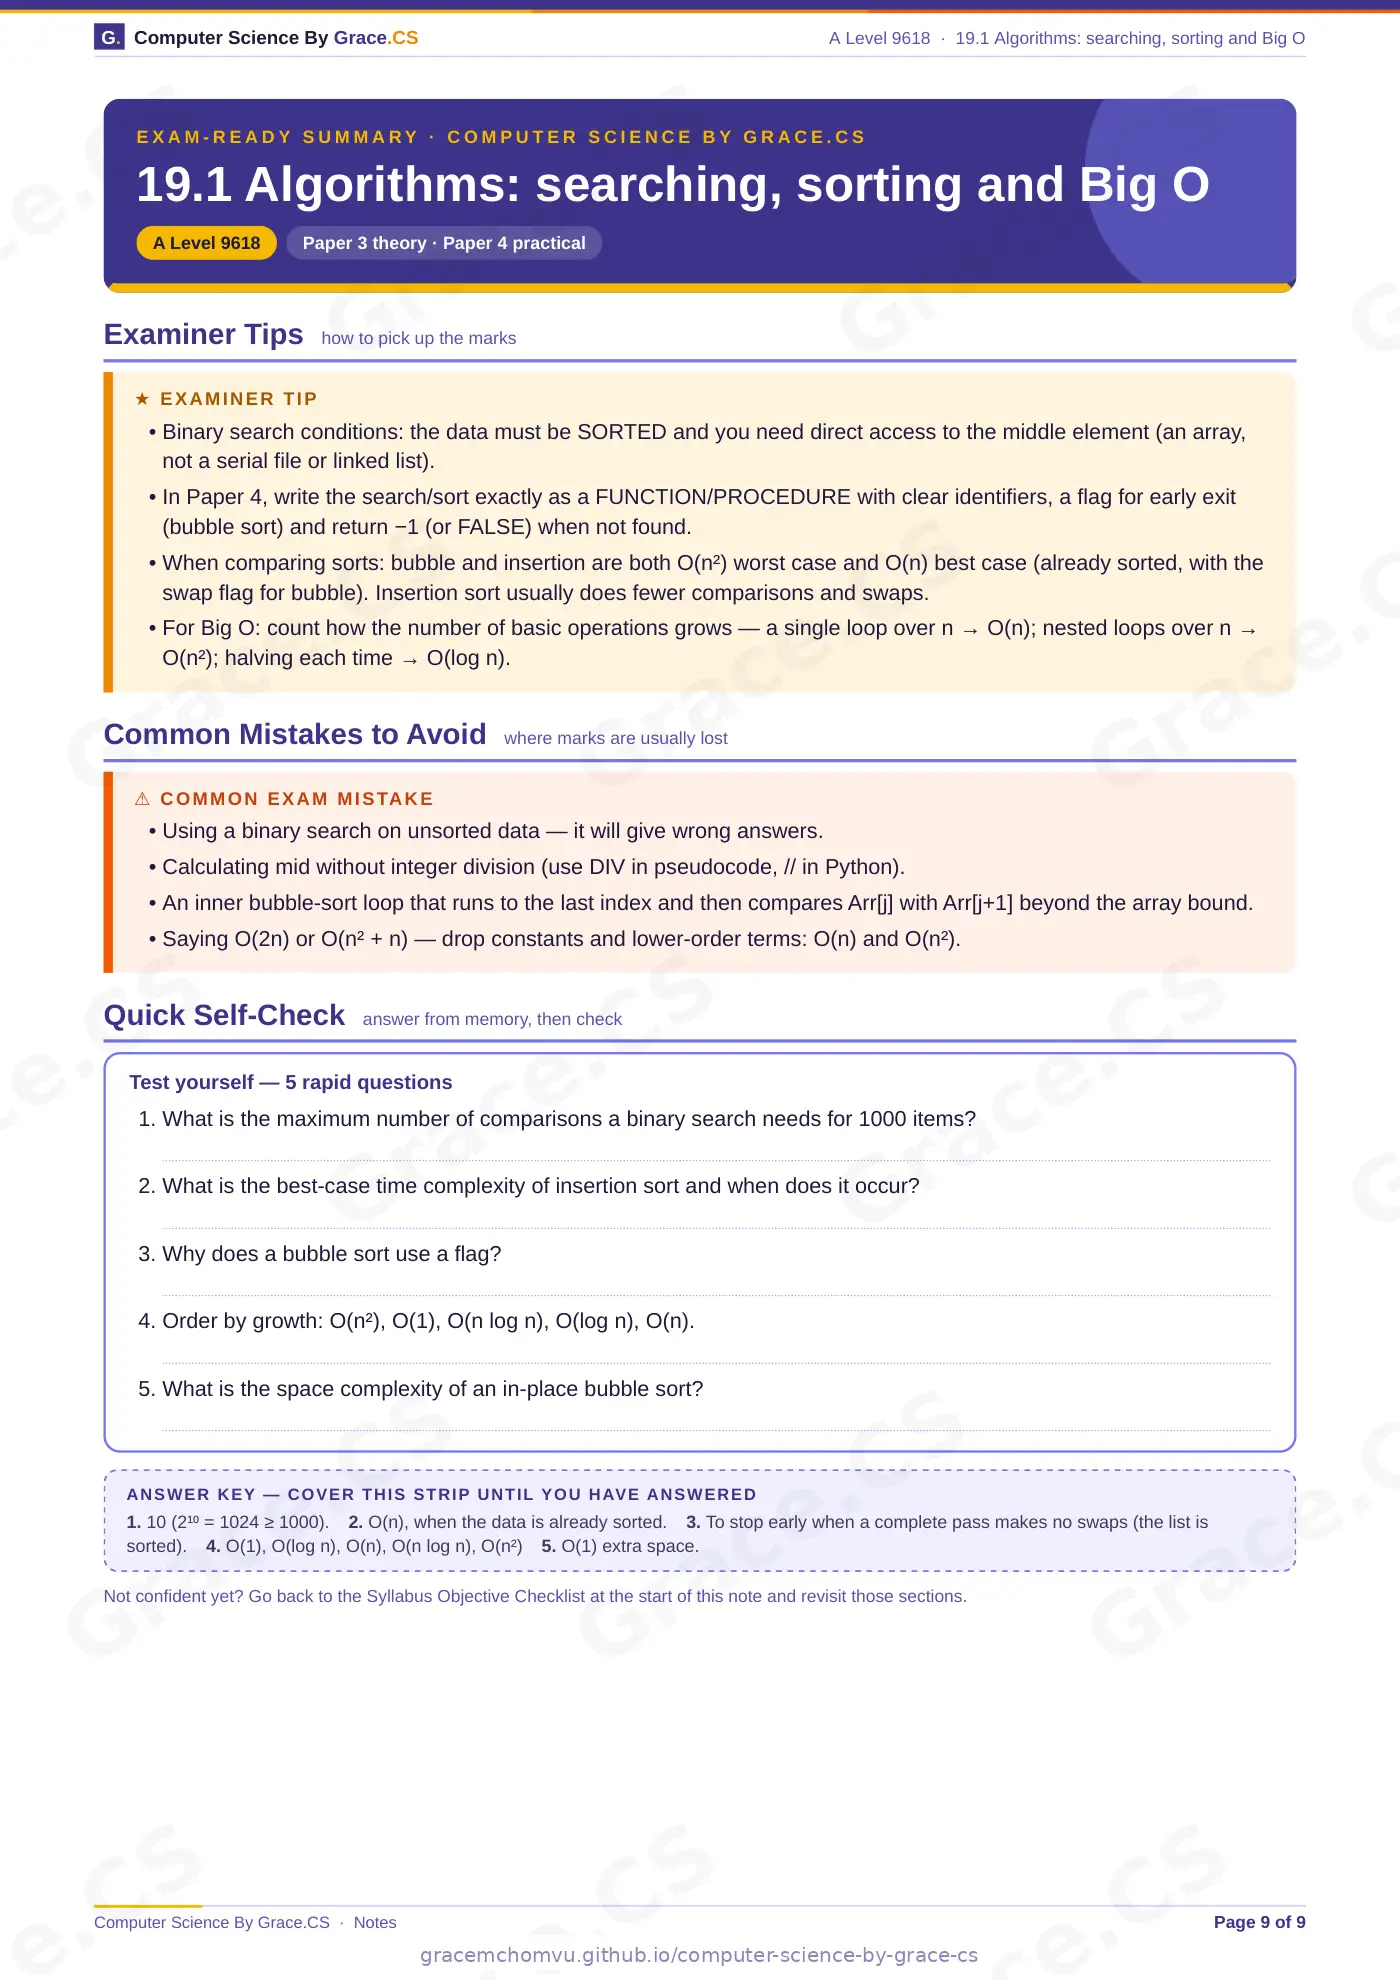 G. Computer Science By Grace.CS
A Level 9618 · 19.1 Algorithms: searching, sorting and Big O
EXAM-READY SUMMARY · COMPUTER SCIENCE BY GRACE.CS
19.1 Algorithms: searching, sorting and Big O
A Level 9618
Paper 3 theory · Paper 4 practical
Examiner Tips how to pick up the marks
★ EXAMINER TIP
• Binary search conditions: the data must be SORTED and you need direct access to the middle element (an array,
not a serial file or linked list).
• In Paper 4, write the search/sort exactly as a FUNCTION/PROCEDURE with clear identifiers, a flag for early exit
(bubble sort) and return −1 (or FALSE) when not found.
• When comparing sorts: bubble and insertion are both O(n²) worst case and O(n) best case (already sorted, with the
swap flag for bubble). Insertion sort usually does fewer comparisons and swaps.
• For Big O: count how the number of basic operations grows — a single loop over n → O(n); nested loops over n →
O(n²); halving each time → O(log n).
Common Mistakes to Avoid where marks are usually lost
⚠ COMMON EXAM MISTAKE
• Using a binary search on unsorted data — it will give wrong answers.
• Calculating mid without integer division (use DIV in pseudocode, // in Python).
• An inner bubble-sort loop that runs to the last index and then compares Arr[j] with Arr[j+1] beyond the array bound.
• Saying O(2n) or O(n² + n) — drop constants and lower-order terms: O(n) and O(n²).
Quick Self-Check answer from memory, then check
Test yourself — 5 rapid questions
1. What is the maximum number of comparisons a binary search needs for 1000 items?
2. What is the best-case time complexity of insertion sort and when does it occur?
3. Why does a bubble sort use a flag?
4. Order by growth: O(n²), O(1), O(n log n), O(log n), O(n).
5. What is the space complexity of an in-place bubble sort?
ANSWER KEY — COVER THIS STRIP UNTIL YOU HAVE ANSWERED
1. 10 (2¹⁰ = 1024 ≥ 1000). 2. O(n), when the data is already sorted. 3. To stop early when a complete pass makes no swaps (the list is
sorted). 4. O(1), O(log n), O(n), O(n log n), O(n²) 5. O(1) extra space.
Not confident yet? Go back to the Syllabus Objective Checklist at the start of this note and revisit those sections.
Computer Science By Grace.CS · Notes
Page 9 of 9
gracemchomvu.github.io/computer-science-by-grace-cs